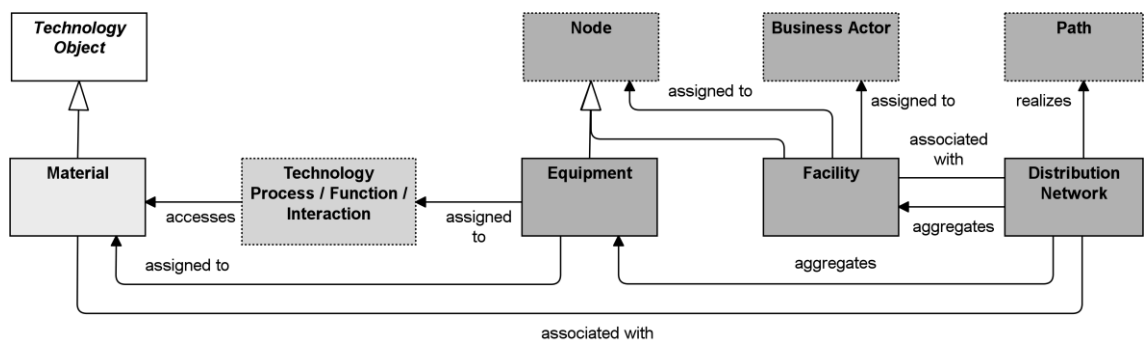 Technology
Object
Node
Business Actor
Path
assigned to
assigned to
realizes
associated
with
Material
Technology
Process / Function /
Interaction
Equipment
Facility
Distribution
Network
accesses
assigned
to
aggregates
assigned to
aggregates
associated with